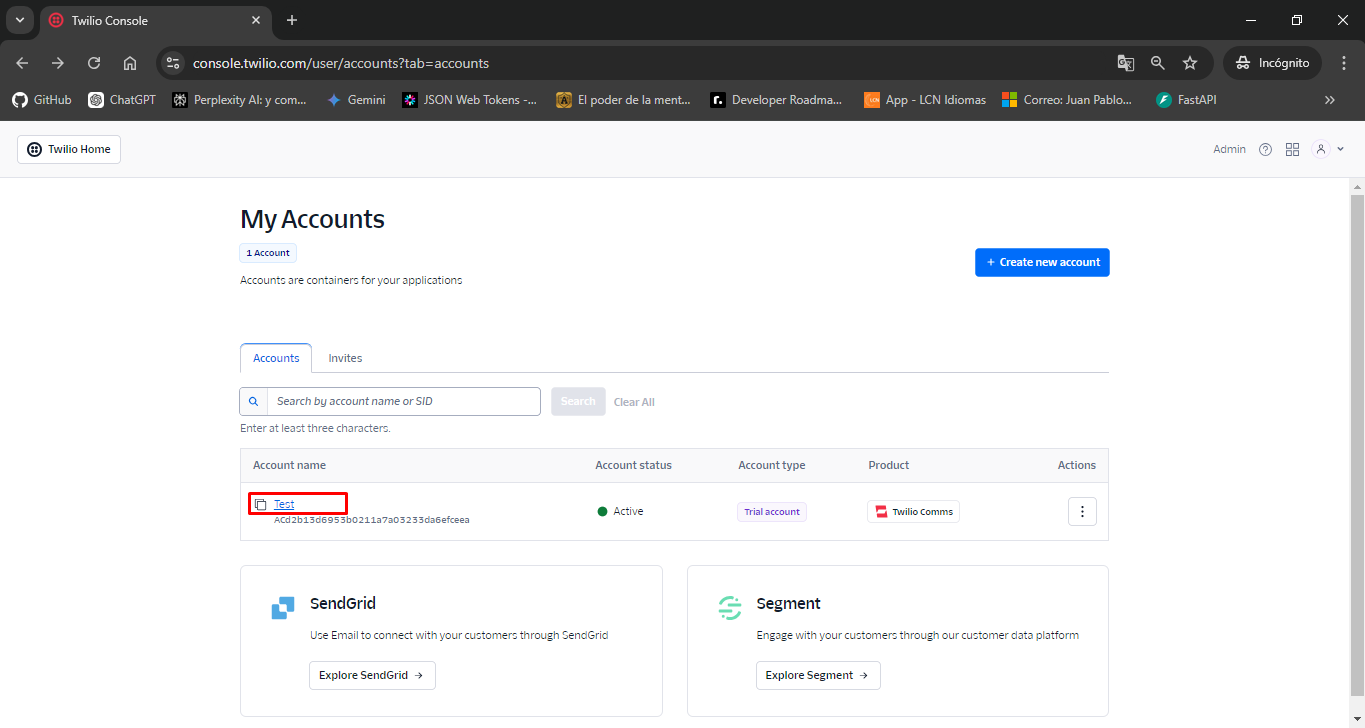 Twilio Console
console.twilio.com/user/accounts?tab=accounts
Incógnito
GitHub
ChatGPT
Perplexity AI: y com...
Gemini
JSON Web Tokens -...
El poder de la ment...
Developer Roadma...
App - LCN Idiomas
Correo: Juan Pablo...
FastAPI
Twilio Home
Admin
My Accounts
1 Account
+ Create new account
Accounts are containers for your applications
Accounts
Invites
Search by account name or SID
Search
Clear All
Enter at least three characters.
Account name
Account status
Account type
Product
Actions
Test
ACd2b13d6953b0211a7a03233da6efceea
Active
Trial account
Twilio Comms
SendGrid
Segment
Use Email to connect with your customers through SendGrid
Engage with your customers through our customer data platform
Explore SendGrid →
Explore Segment →